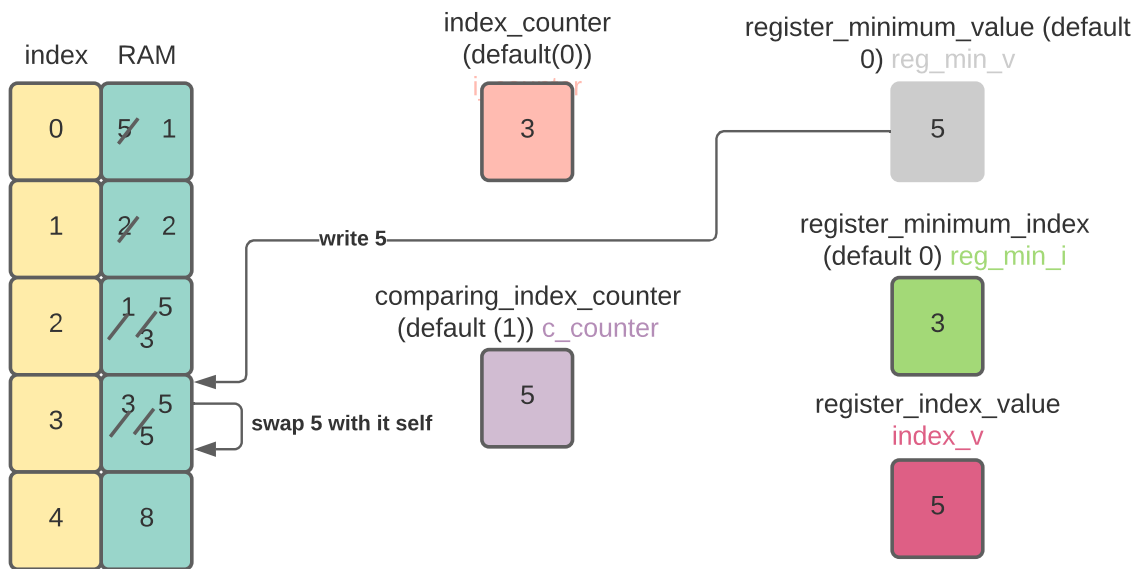 index RAM
index_counter
(default(0))
3
register_minimum_value (default
0) reg_min_v
5
0 5 1
1 2 2
write 5
register_minimum_index
(default 0) reg_min_i
3
2 1 5
3
comparing_index_counter
(default (1)) c_counter
5
3 3 5
5
swap 5 with it self
register_index_value
index_v
5
4 8